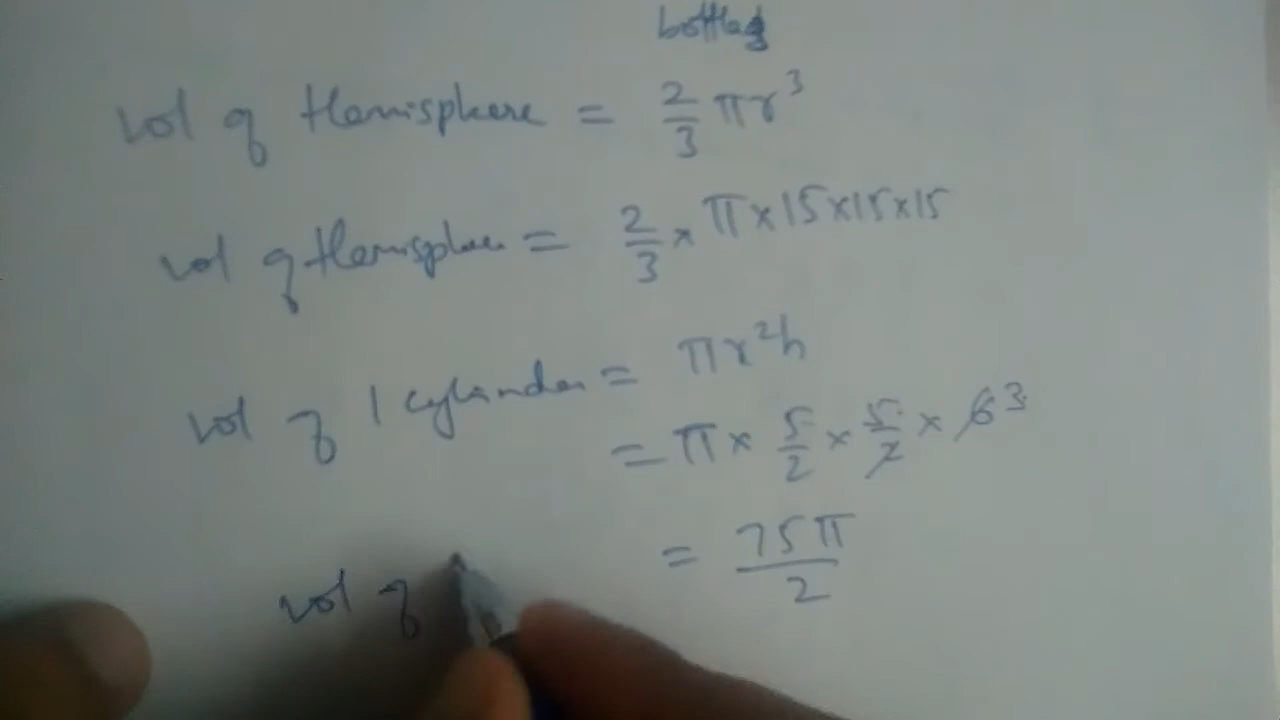 bottles
vol of Hemisphere = 2/3 πr³
vol of Hemisphere = 2/3 × π×15×15×15
vol of 1 cylinder = πr²h
= π × 5/2 × 5/2 × 6 3
= 75π/2
vol of